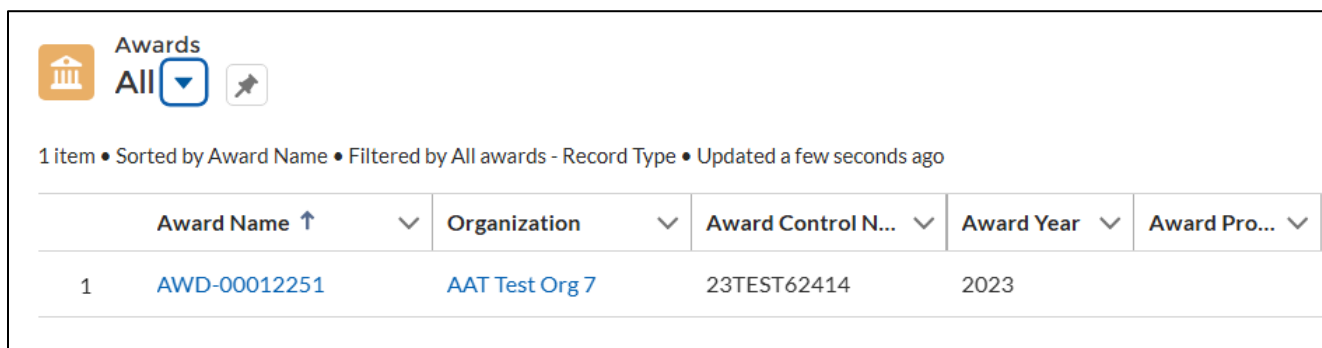 Awards
All
1 item • Sorted by Award Name • Filtered by All awards - Record Type • Updated a few seconds ago
Award Name ↑ Organization Award Control N... Award Year Award Pro...
1 AWD-00012251 AAT Test Org 7 23TEST62414 2023